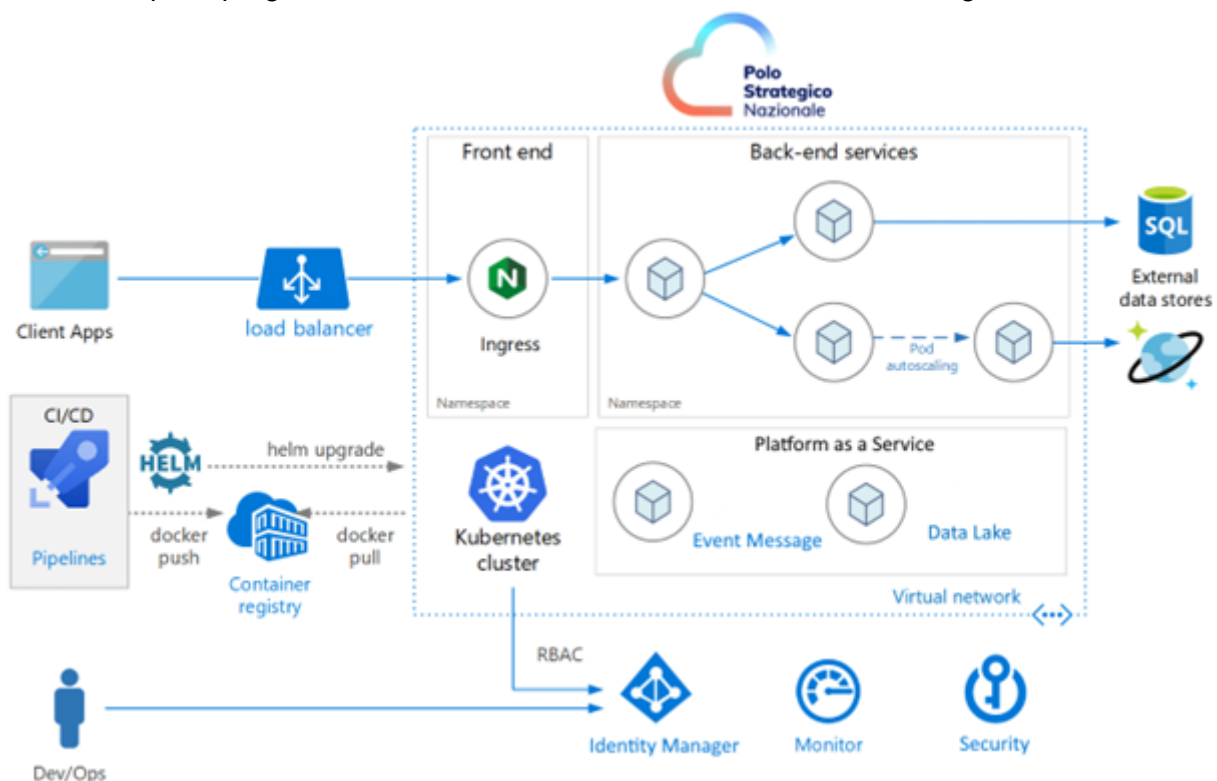 Polo
Strategico
Nazionale
Front end
Back-end services
SQL
External
data stores
Client Apps
load balancer
N
Ingress
Pod
autoscaling
Namespace
Namespace
CI/CD
HELM
helm upgrade
Platform as a Service
docker
push
docker
pull
Pipelines
Container
registry
Kubernetes
cluster
Event Message
Data Lake
Virtual network
RBAC
Identity Manager
Monitor
Security
Dev/Ops